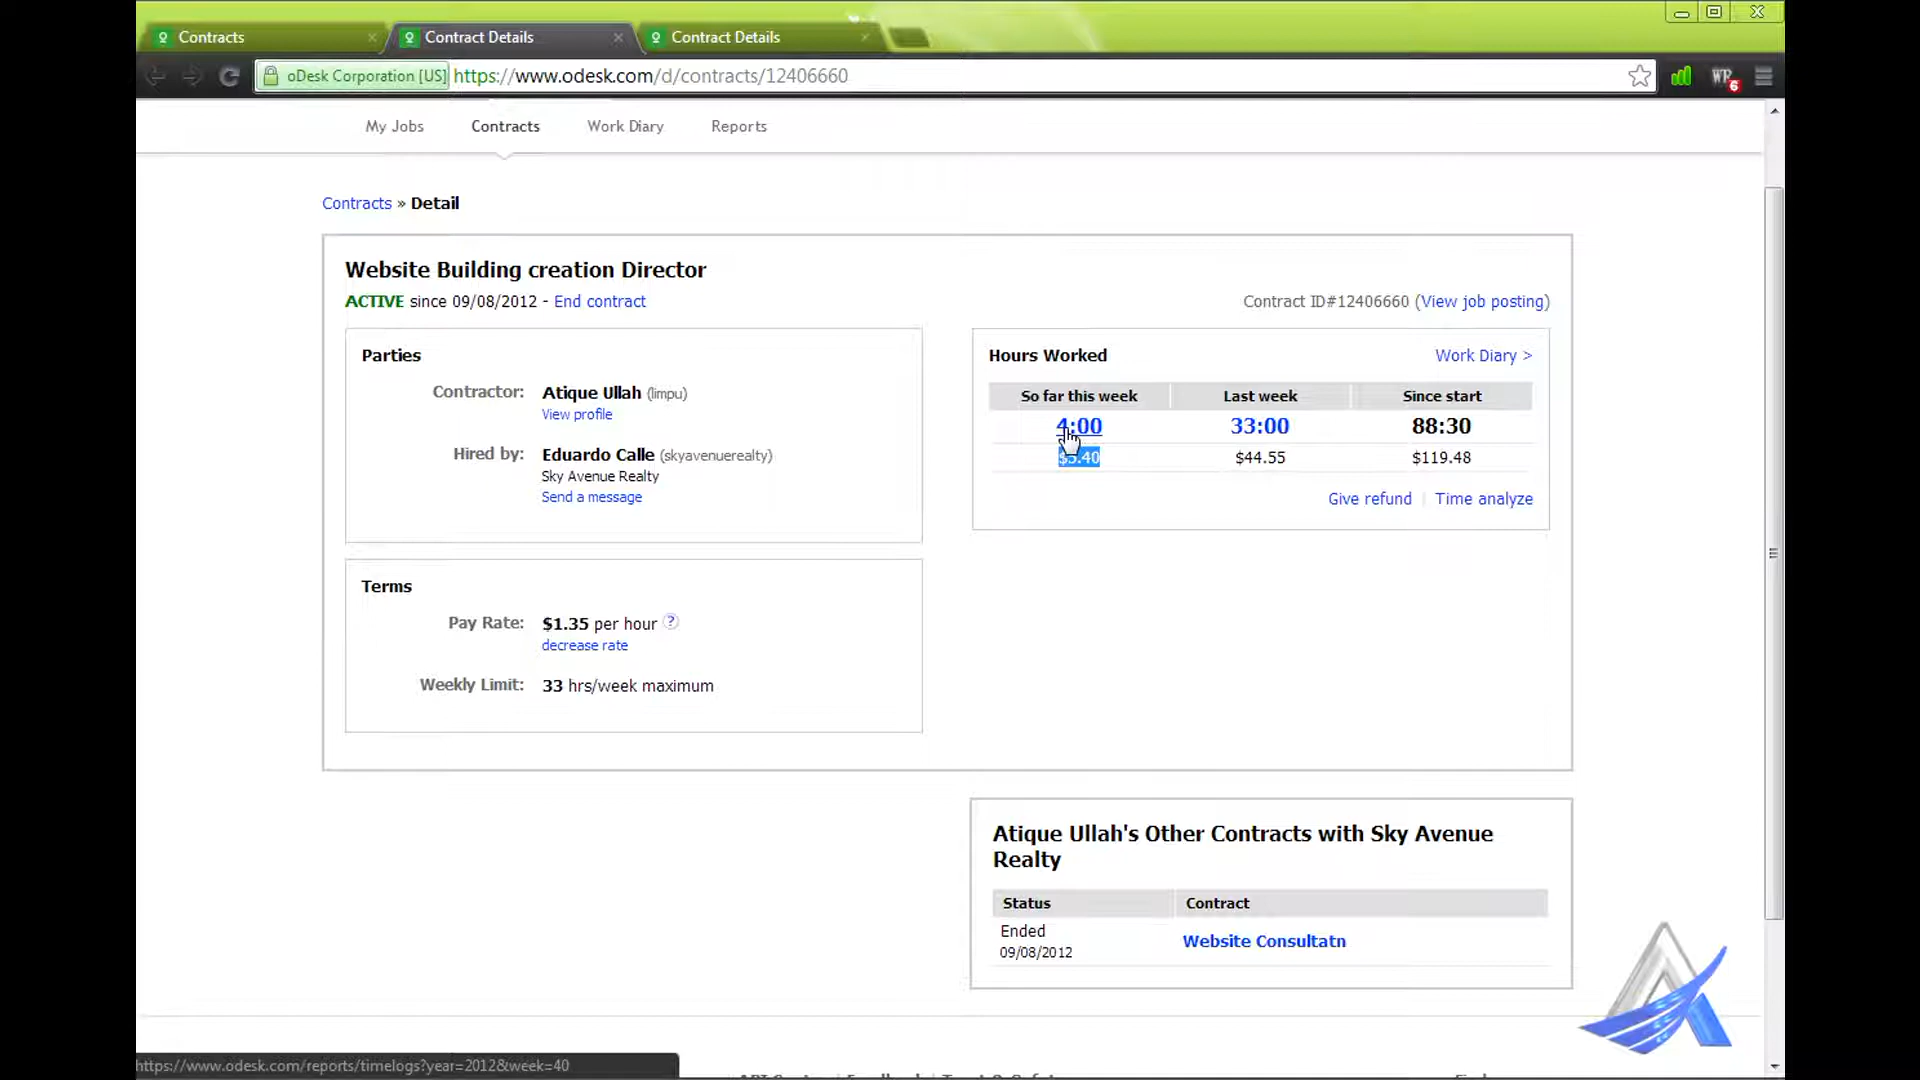 Contracts
Contract Details
Contract Details
oDesk Corporation [US] https://www.odesk.com/d/contracts/12406660
6
My Jobs Contracts Work Diary Reports
Contracts » Detail
Website Building creation Director
ACTIVE since 09/08/2012 - End contract
Contract ID#12406660 (View job posting)
Parties
Contractor: Atique Ullah (limpu)
View profile
Hired by: Eduardo Calle (skyavenuerealty)
Sky Avenue Realty
Send a message
Hours Worked Work Diary >
So far this week Last week Since start
4:00 33:00 88:30
$5.40 $44.55 $119.48
Give refund | Time analyze
Terms
Pay Rate: $1.35 per hour ?
decrease rate
Weekly Limit: 33 hrs/week maximum
Atique Ullah's Other Contracts with Sky Avenue
Realty
Status Contract
Ended
09/08/2012
Website Consultatn
https://www.odesk.com/reports/timelogs?year=2012&week=40